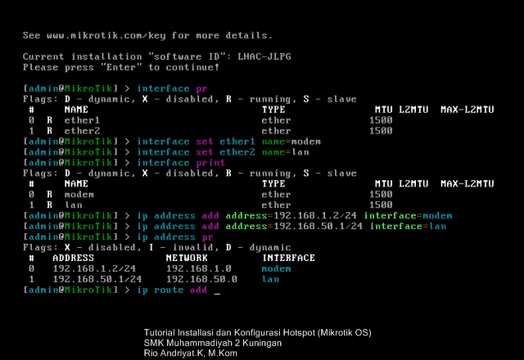 See www.mikrotik.com/key for more details.
Current installation "software ID": LHAC-JLPG
Please press "Enter" to continue!
[admin@MikroTik] > interface pr
Flags: D - dynamic, X - disabled, R - running, S - slave
# NAME TYPE MTU L2MTU MAX-L2MTU
0 R ether1 ether 1500
1 R ether2 ether 1500
[admin@MikroTik] > interface set ether1 name=modem
[admin@MikroTik] > interface set ether2 name=lan
[admin@MikroTik] > interface print
Flags: D - dynamic, X - disabled, R - running, S - slave
# NAME TYPE MTU L2MTU MAX-L2MTU
0 R modem ether 1500
1 R lan ether 1500
[admin@MikroTik] > ip address add address=192.168.1.2/24 interface=modem
[admin@MikroTik] > ip address add address=192.168.50.1/24 interface=lan
[admin@MikroTik] > ip address pr
Flags: X - disabled, I - invalid, D - dynamic
# ADDRESS NETWORK INTERFACE
0 192.168.1.2/24 192.168.1.0 modem
1 192.168.50.1/24 192.168.50.0 lan
[admin@MikroTik] > ip route add _
Tutorial Installasi dan Konfigurasi Hotspot (Mikrotik OS)
SMK Muhammadiyah 2 Kuningan
Rio Andriyat.K, M.Kom